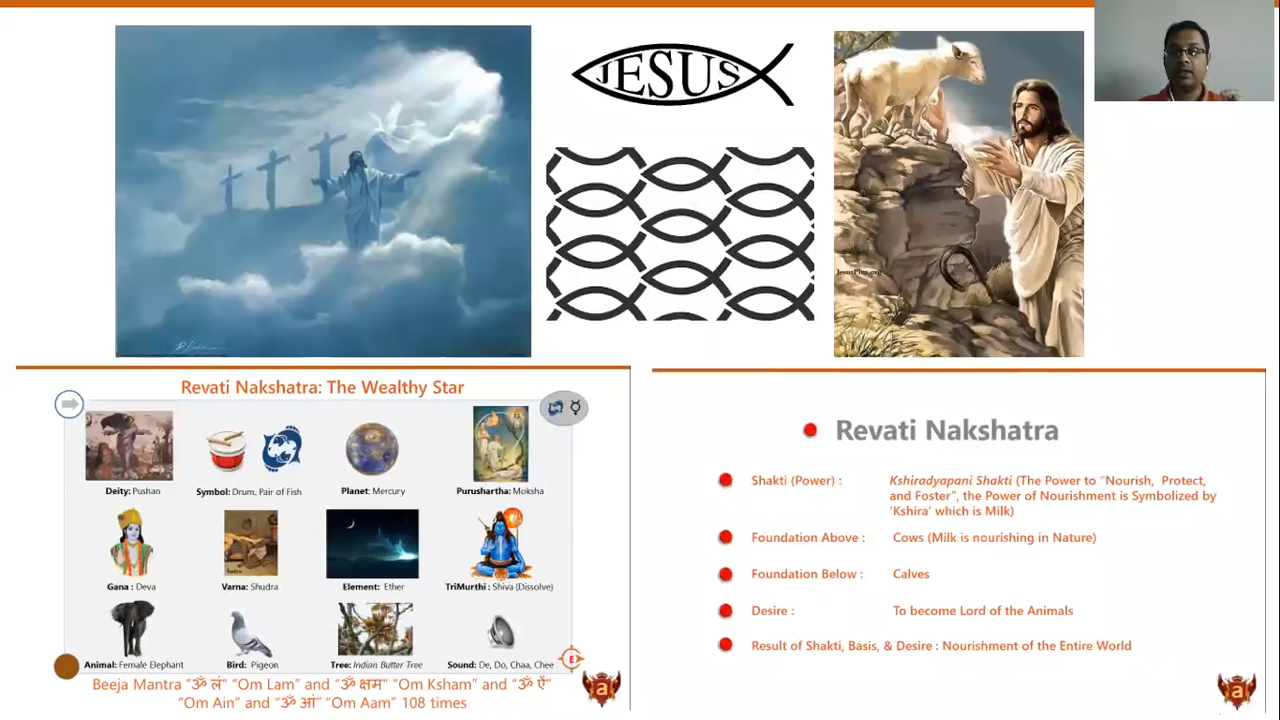 JESUS
JesusPlus.org
Revati Nakshatra: The Wealthy Star
Deity: Pushan
Symbol: Drum, Pair of Fish
Planet: Mercury
Purushartha: Moksha
Gana : Deva
Varna: Shudra
Element: Ether
TriMurthi : Shiva (Dissolve)
Animal: Female Elephant
Bird: Pigeon
Tree: Indian Butter Tree
Sound: De, Do, Chaa, Chee
E
Beeja Mantra “ॐ लं“ “Om Lam” and “ॐ क्षम“ “Om Ksham” and “ॐ ऐं”
“Om Ain” and “ॐ आं” “Om Aam” 108 times
a
Revati Nakshatra
Shakti (Power) : Kshiradyapani Shakti (The Power to "Nourish, Protect,
and Foster", the Power of Nourishment is Symbolized by
‘Kshira’ which is Milk)
Foundation Above : Cows (Milk is nourishing in Nature)
Foundation Below : Calves
Desire : To become Lord of the Animals
Result of Shakti, Basis, & Desire : Nourishment of the Entire World
a